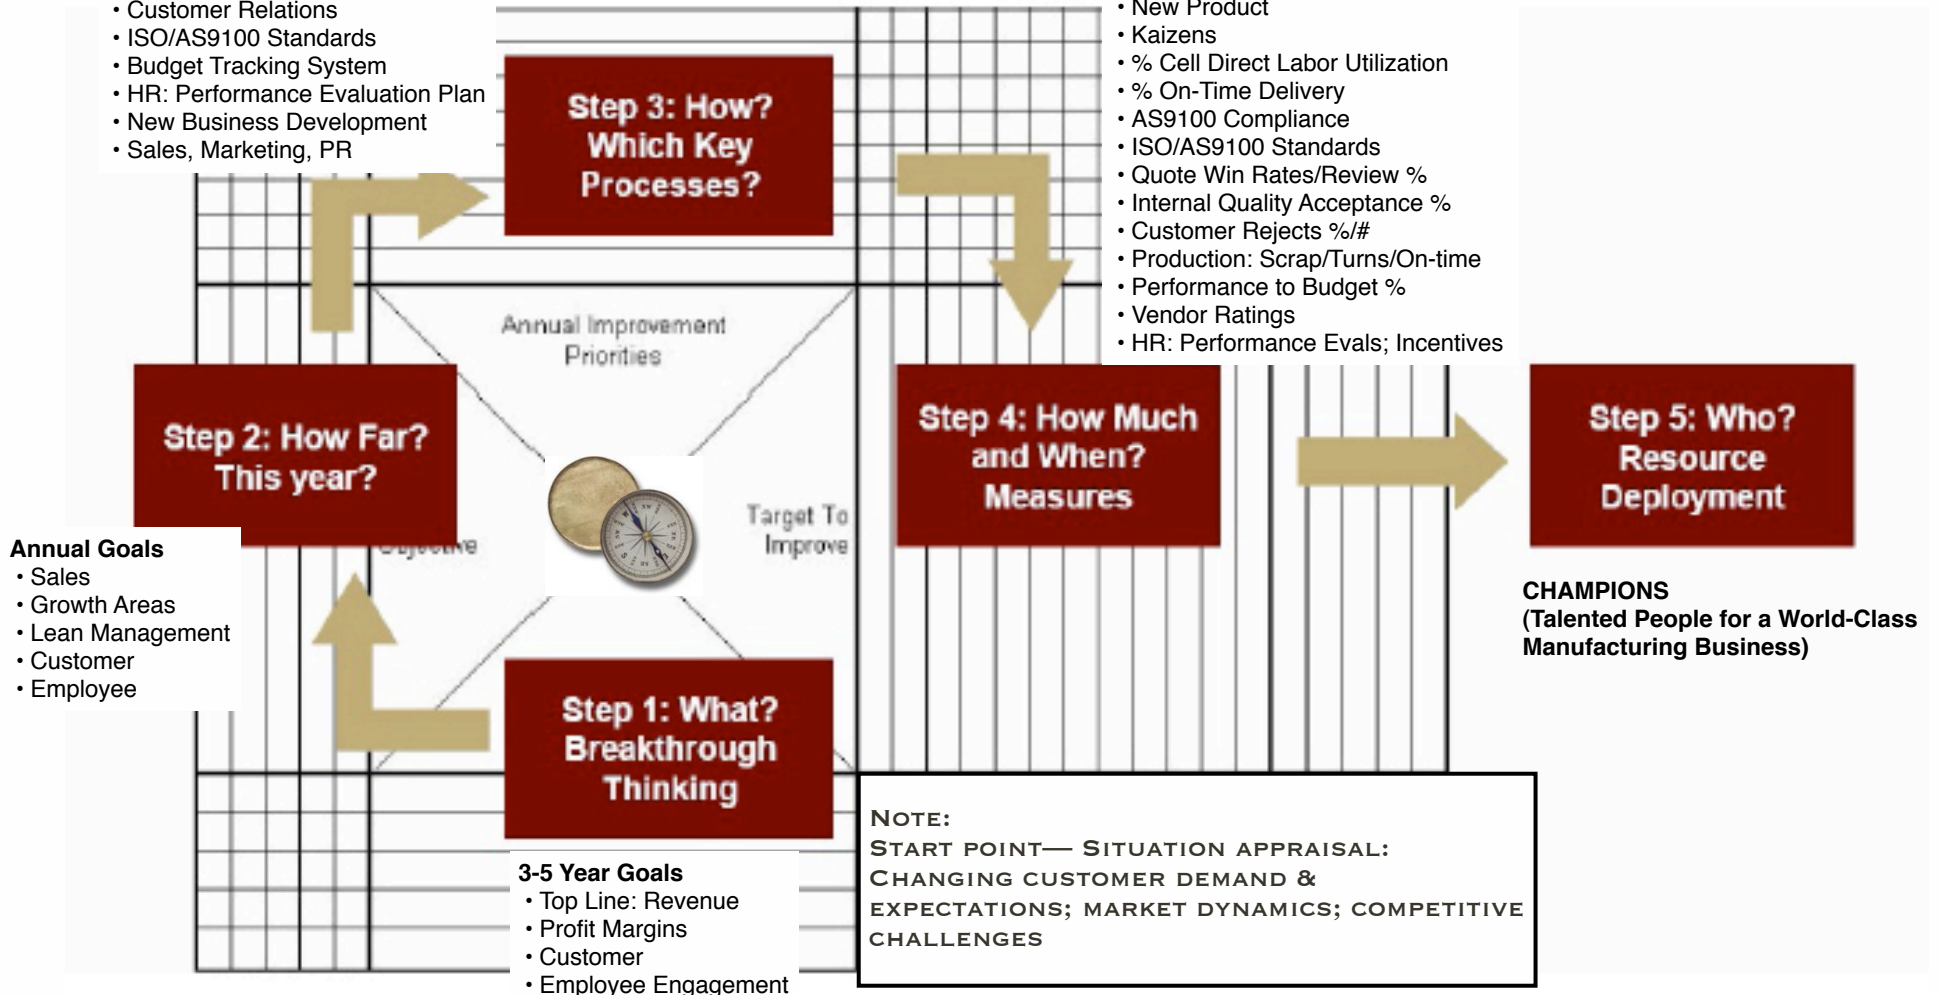 • Customer Relations
• ISO/AS9100 Standards
• Budget Tracking System
• HR: Performance Evaluation Plan
• New Business Development
• Sales, Marketing, PR
Step 3: How?
Which Key
Processes?
• New Product
• Kaizens
• % Cell Direct Labor Utilization
• % On-Time Delivery
• AS9100 Compliance
• ISO/AS9100 Standards
• Quote Win Rates/Review %
• Internal Quality Acceptance %
• Customer Rejects %/#
• Production: Scrap/Turns/On-time
• Performance to Budget %
• Vendor Ratings
• HR: Performance Evals; Incentives
Annual Improvement
Priorities
Step 2: How Far?
This year?
Objective
Target To
Improve
Step 4: How Much
and When?
Measures
Step 5: Who?
Resource
Deployment
Annual Goals
• Sales
• Growth Areas
• Lean Management
• Customer
• Employee
CHAMPIONS
(Talented People for a World-Class
Manufacturing Business)
Step 1: What?
Breakthrough
Thinking
3-5 Year Goals
• Top Line: Revenue
• Profit Margins
• Customer
• Employee Engagement
NOTE:
START POINT— SITUATION APPRAISAL:
CHANGING CUSTOMER DEMAND &
EXPECTATIONS; MARKET DYNAMICS; COMPETITIVE
CHALLENGES